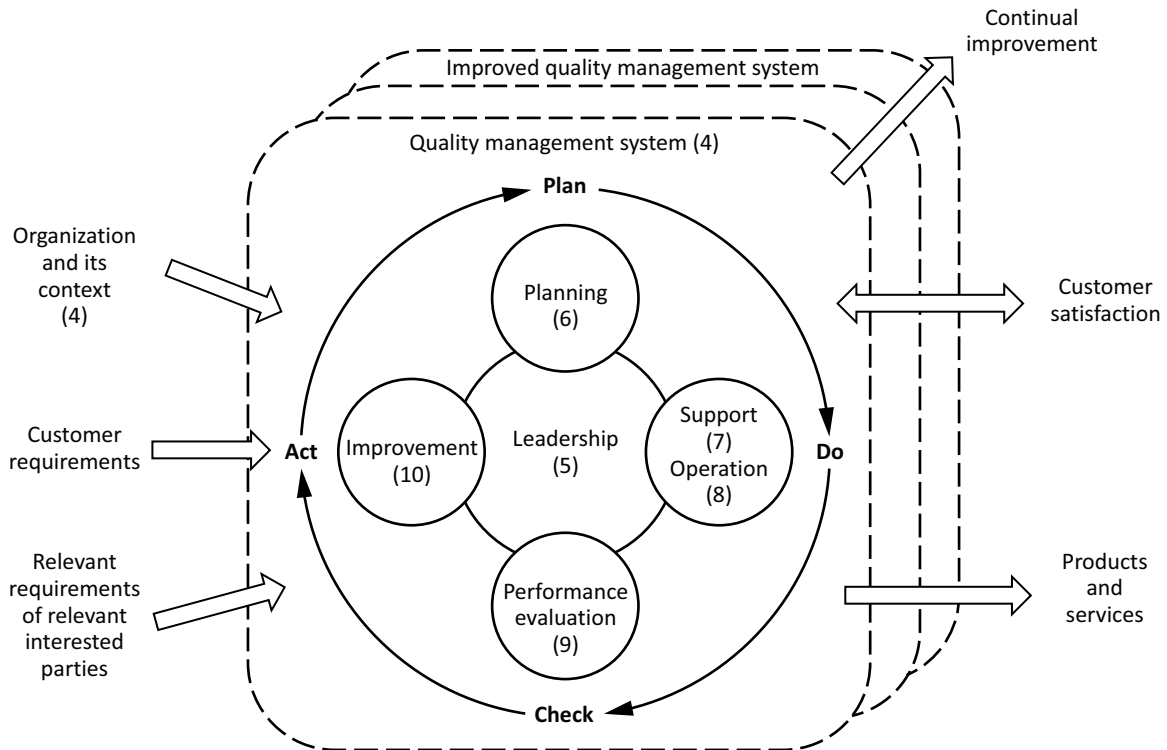 Continual
improvement
Improved quality management system
Quality management system (4)
Plan
Organization
and its
context
(4)
Planning
(6)
Customer
satisfaction
Customer
requirements
Act
Improvement
(10)
Leadership
(5)
Support
(7)
Operation
(8)
Do
Relevant
requirements
of relevant
interested
parties
Performance
evaluation
(9)
Products
and
services
Check